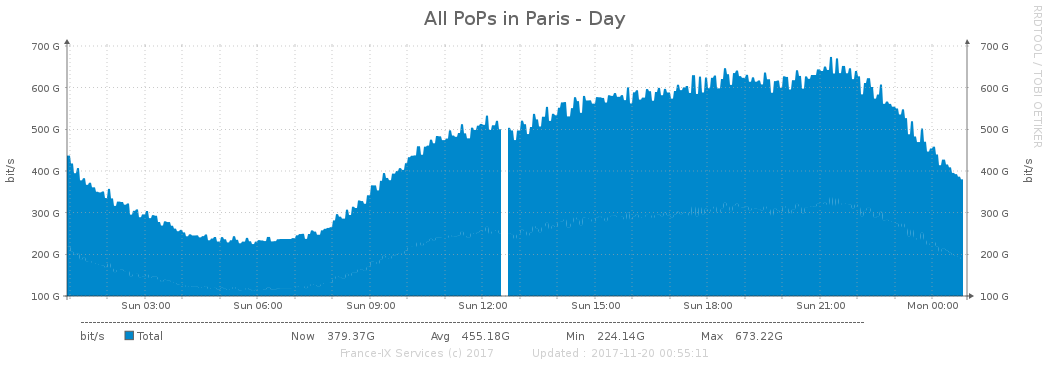 All PoPs in Paris - Day
RRDTOOL / TOBI OETIKER
bit/s
bit/s
700 G 700 G
600 G 600 G
500 G 500 G
400 G 400 G
300 G 300 G
200 G 200 G
100 G 100 G
Sun 03:00 Sun 06:00 Sun 09:00 Sun 12:00 Sun 15:00 Sun 18:00 Sun 21:00 Mon 00:00
bit/s Total Now 379.37G Avg 455.18G Min 224.14G Max 673.22G
France-IX Services (c) 2017 Updated : 2017-11-20 00:55:11